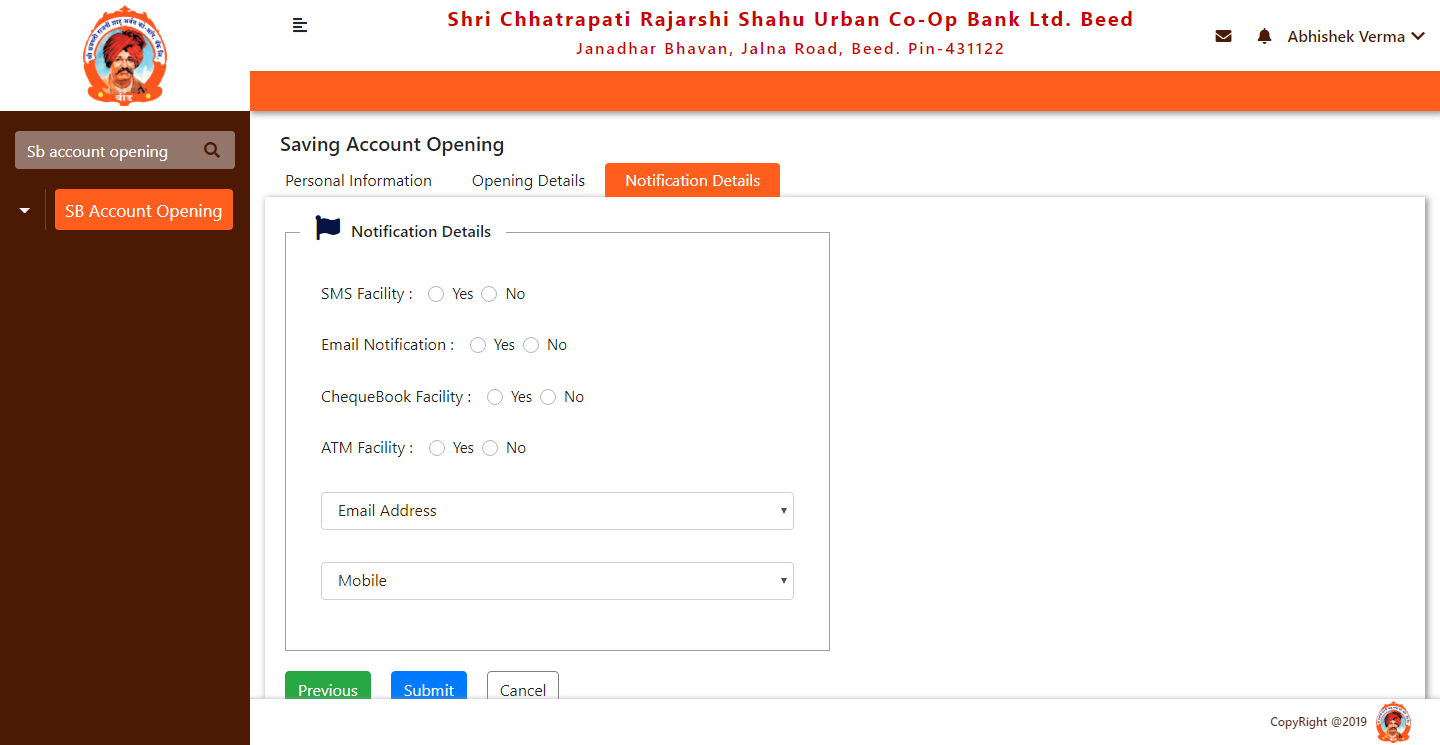 Shri Chhatrapati Rajarshi Shahu Urban Co-Op Bank Ltd. Beed
Janadhar Bhavan, Jalna Road, Beed. Pin-431122
Abhishek Verma
बीड
Sb account opening
SB Account Opening
Saving Account Opening
Personal Information
Opening Details
Notification Details
Notification Details
SMS Facility : Yes No
Email Notification : Yes No
ChequeBook Facility : Yes No
ATM Facility : Yes No
Email Address
Mobile
Previous
Submit
Cancel
CopyRight @2019